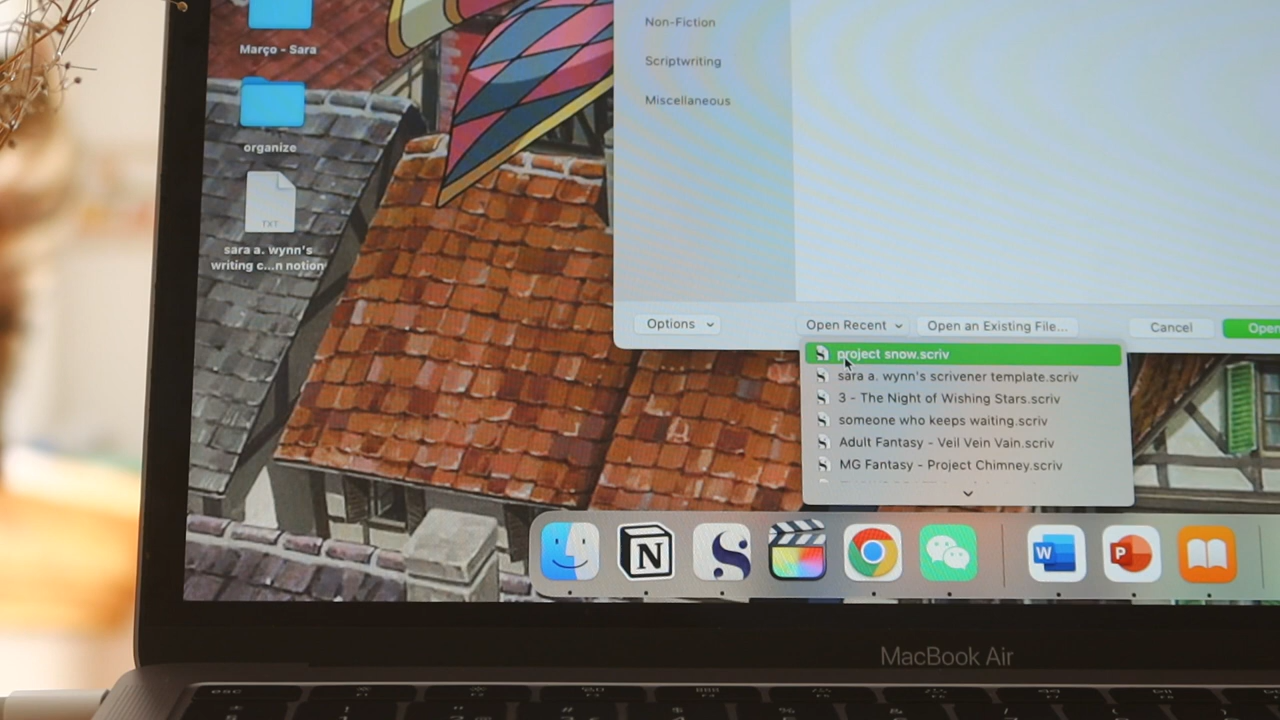 Março - Sara
organize
TXT
sara a. wynn's
writing c...n notion
Non-Fiction
Scriptwriting
Miscellaneous
Options
Open Recent
Open an Existing File...
Cancel
Open
project snow.scriv
sara a. wynn's scrivener template.scriv
3 - The Night of Wishing Stars.scriv
someone who keeps waiting.scriv
Adult Fantasy - Veil Vein Vain.scriv
MG Fantasy - Project Chimney.scriv
N
S
W
P
MacBook Air
esc